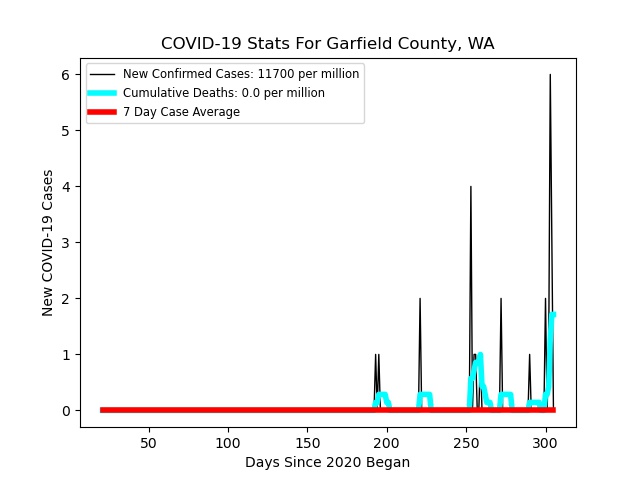 COVID-19 Stats For Garfield County, WA
New Confirmed Cases: 11700 per million
Cumulative Deaths: 0.0 per million
7 Day Case Average
New COVID-19 Cases
6
5
4
3
2
1
0
50 100 150 200 250 300
Days Since 2020 Began